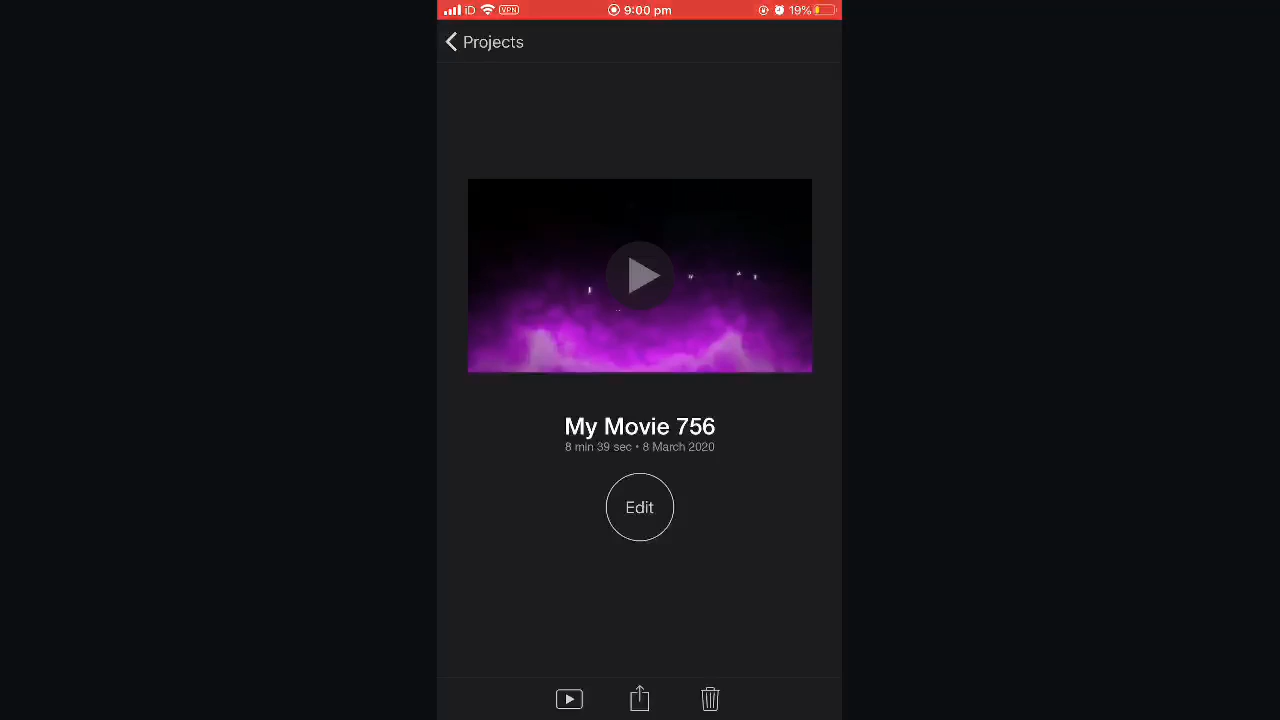 iD VPN 9:00 pm 19%
Projects
My Movie 756
8 min 39 sec • 8 March 2020
Edit